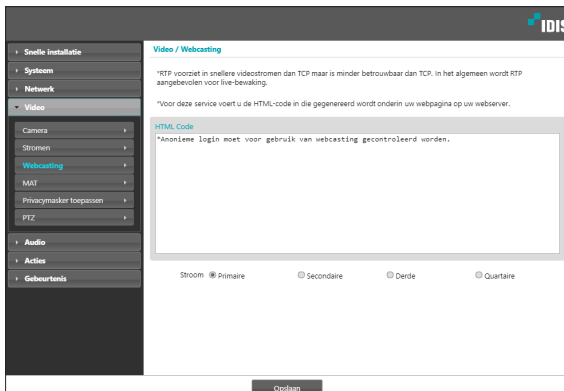 IDIS
Snelle installatie
Systeem
Netwerk
Video
Camera
Stromen
Webcasting
MAT
Privacymasker toepassen
PTZ
Audio
Acties
Gebeurtenis
Video / Webcasting
*RTP voorziet in snellere videostromen dan TCP maar is minder betrouwbaar dan TCP. In het algemeen wordt RTP
aangebevolen voor live-bewaking.
*Voor deze service voert u de HTML-code in die gegenereerd wordt onderin uw webpagina op uw webserver.
HTML Code
*Anonieme login moet voor gebruik van webcasting gecontroleerd worden.
Stroom Primaire Secondaire Derde Quartaire
Opslaan